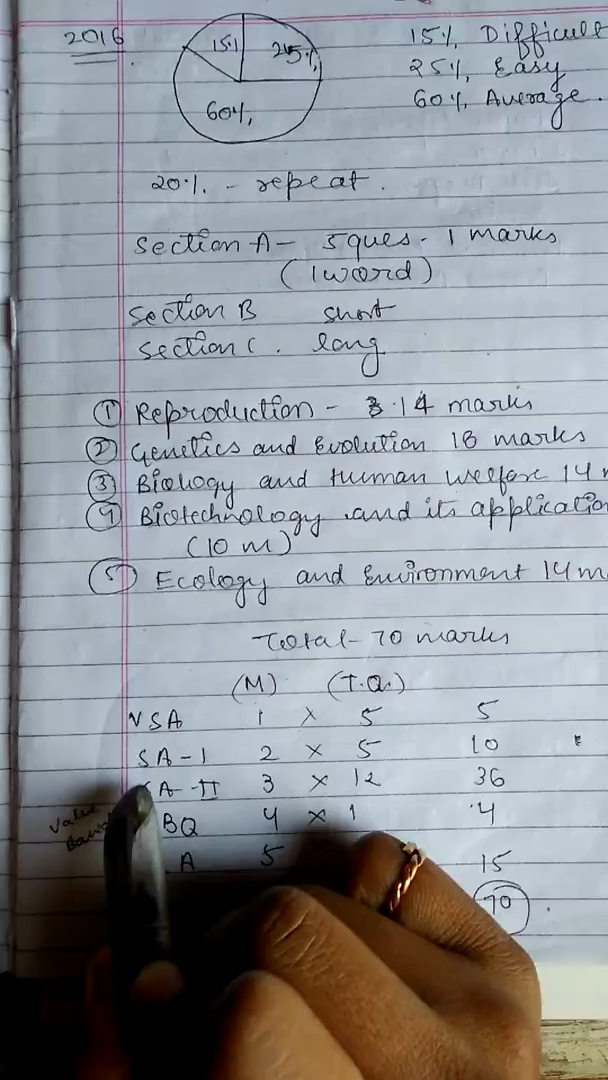 2016
15% 25%
60%
15% Difficult
25% Easy
60% Average.
20% - repeat.
Section A - 5 ques - 1 marks
(1 word)
Section B short
Section C. long
① Reproduction - 14 marks
② Genetics and Evolution 18 marks
③ Biology and Human welfare 14 m
④ Biotechnology and its application
(10 m)
⑤ Ecology and Environment 14 m
Total - 70 marks
(M) (T.Q.)
VSA 1 × 5 5
SA-I 2 × 5 10
SA-II 3 × 12 36
Value Based BQ 4 × 1 4
A 5 15
70